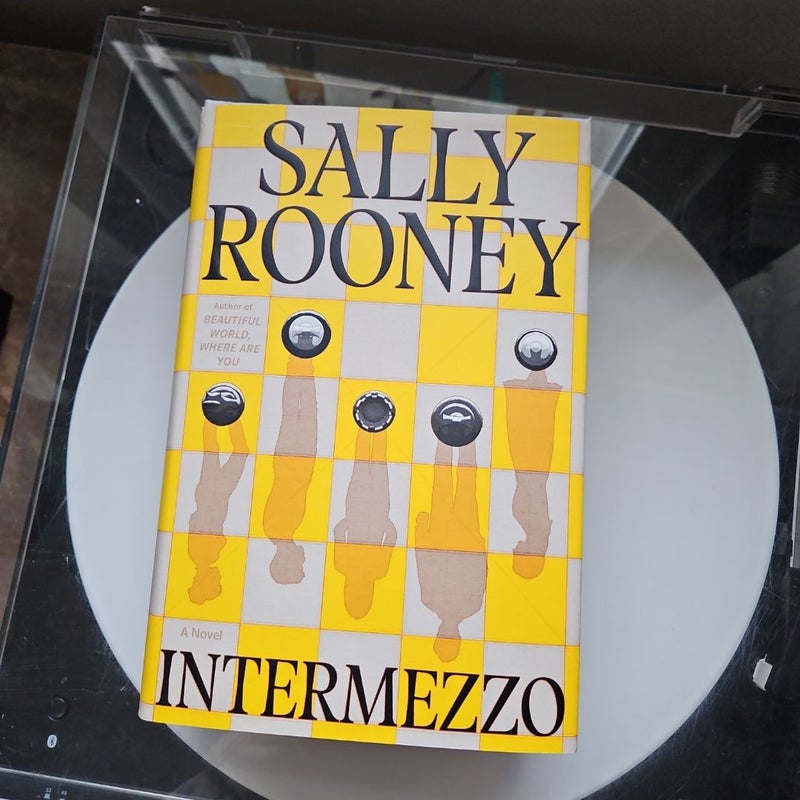 SALLY
ROONEY
Author of
BEAUTIFUL
WORLD,
WHERE ARE
YOU
A Novel
INTERMEZZO